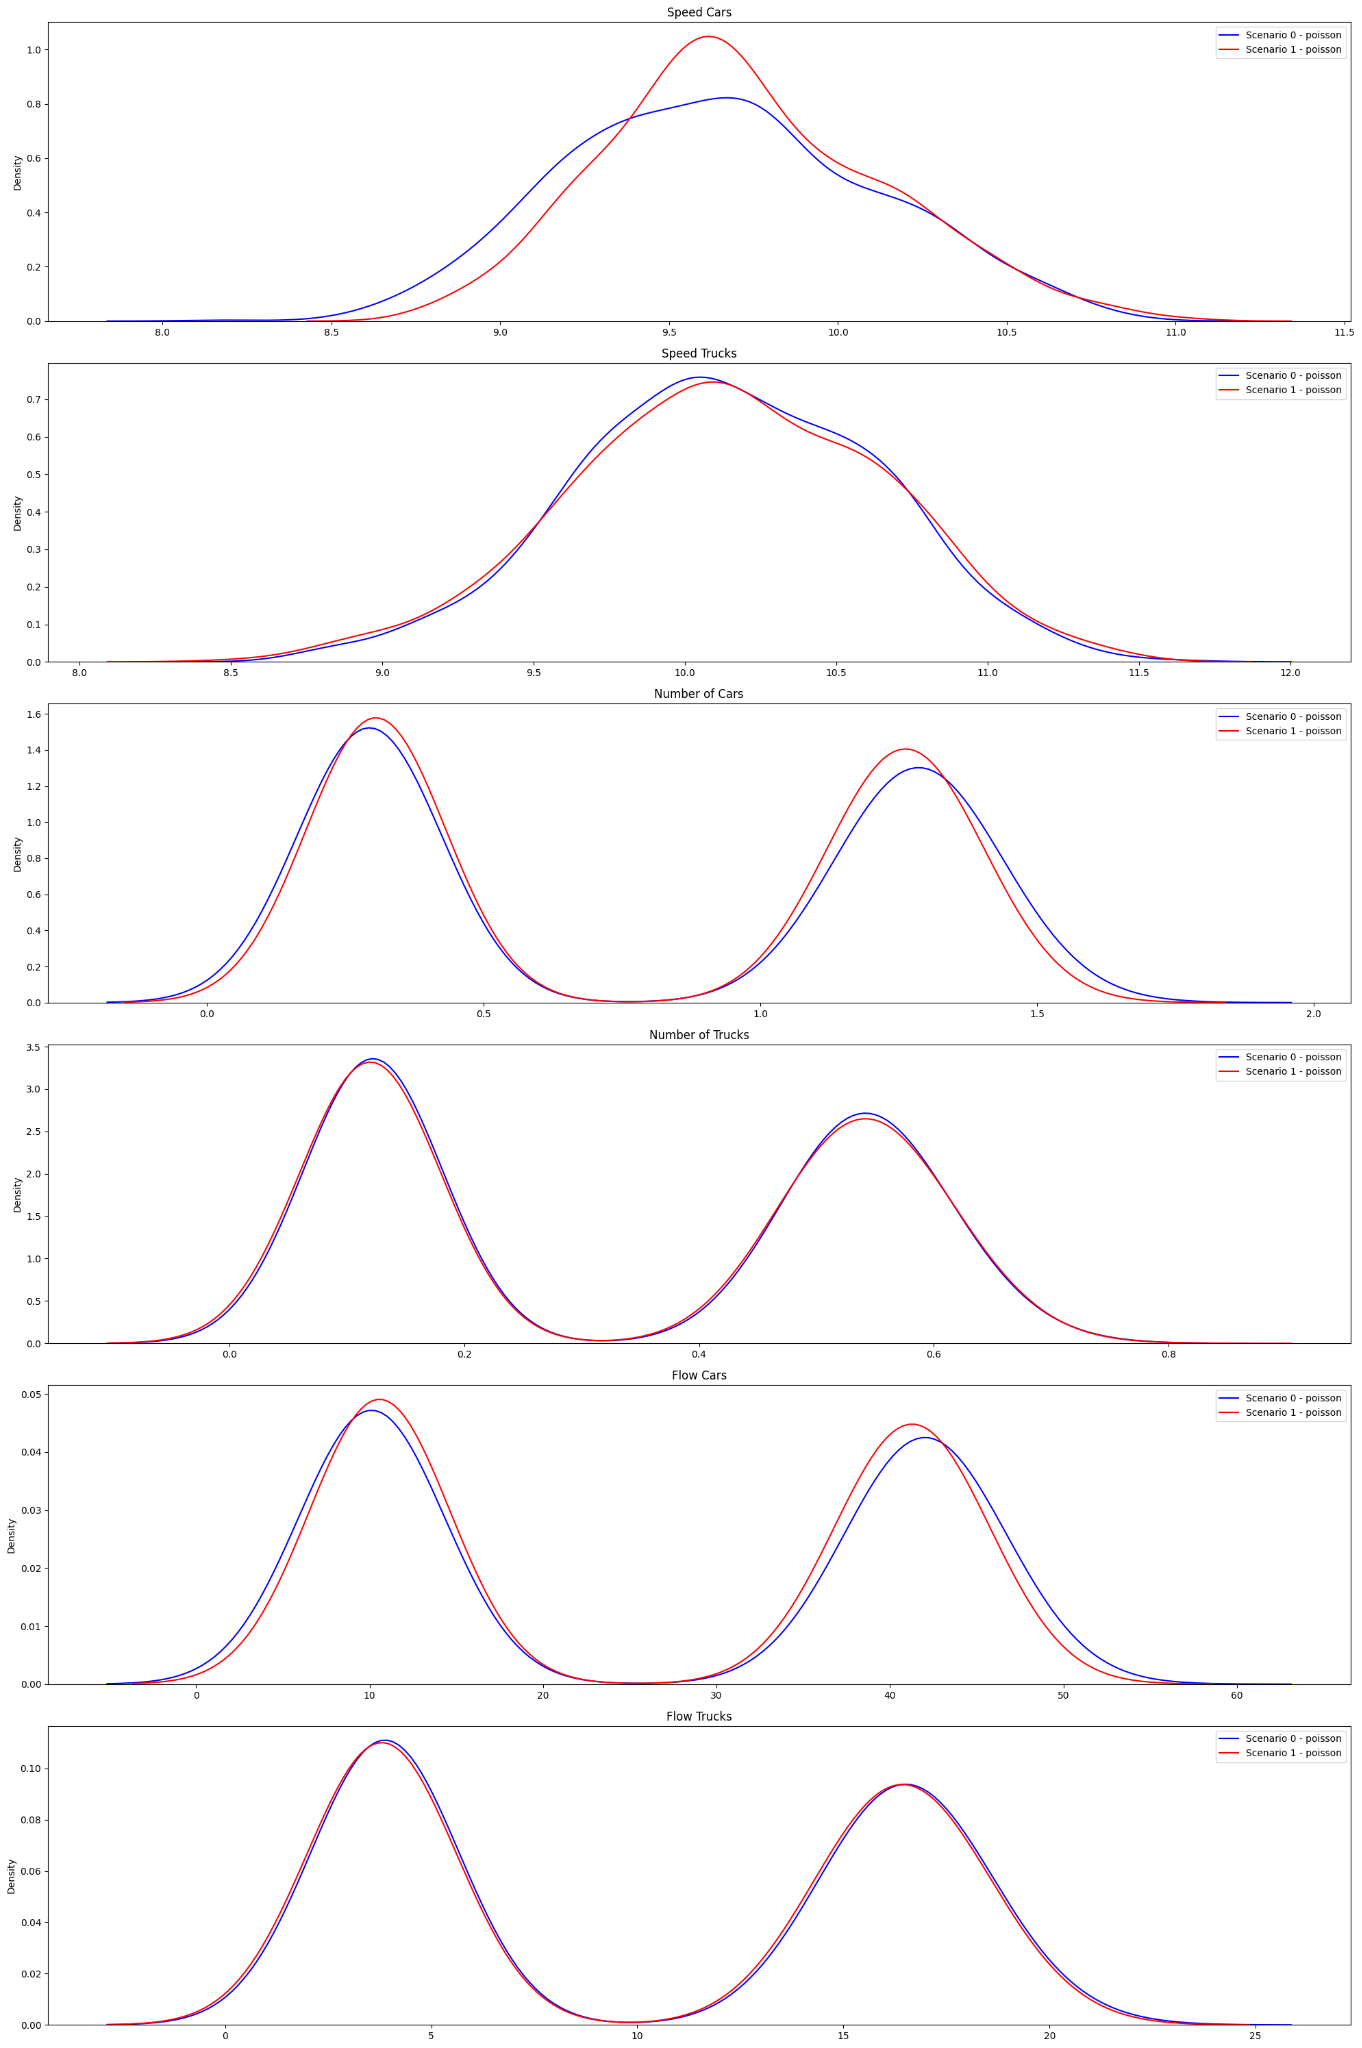 Speed Cars
Scenario 0 - poisson
Scenario 1 - poisson
1.0
0.8
0.6
0.4
0.2
0.0
Density
8.0 8.5 9.0 9.5 10.0 10.5 11.0 11.5
Speed Trucks
Scenario 0 - poisson
Scenario 1 - poisson
0.7
0.6
0.5
0.4
0.3
0.2
0.1
0.0
Density
8.0 8.5 9.0 9.5 10.0 10.5 11.0 11.5 12.0
Number of Cars
Scenario 0 - poisson
Scenario 1 - poisson
1.6
1.4
1.2
1.0
0.8
0.6
0.4
0.2
0.0
Density
0.0 0.5 1.0 1.5 2.0
Number of Trucks
Scenario 0 - poisson
Scenario 1 - poisson
3.5
3.0
2.5
2.0
1.5
1.0
0.5
0.0
Density
0.0 0.2 0.4 0.6 0.8
Flow Cars
Scenario 0 - poisson
Scenario 1 - poisson
0.05
0.04
0.03
0.02
0.01
0.00
Density
0 10 20 30 40 50 60
Flow Trucks
Scenario 0 - poisson
Scenario 1 - poisson
0.10
0.08
0.06
0.04
0.02
0.00
Density
0 5 10 15 20 25